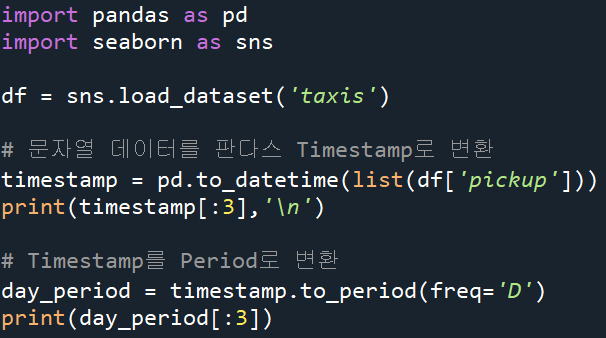 import pandas as pd
import seaborn as sns
df = sns.load_dataset('taxis')
# 문자열 데이터를 판다스 Timestamp로 변환
timestamp = pd.to_datetime(list(df['pickup']))
print(timestamp[:3],'\n')
# Timestamp를 Period로 변환
day_period = timestamp.to_period(freq='D')
print(day_period[:3])